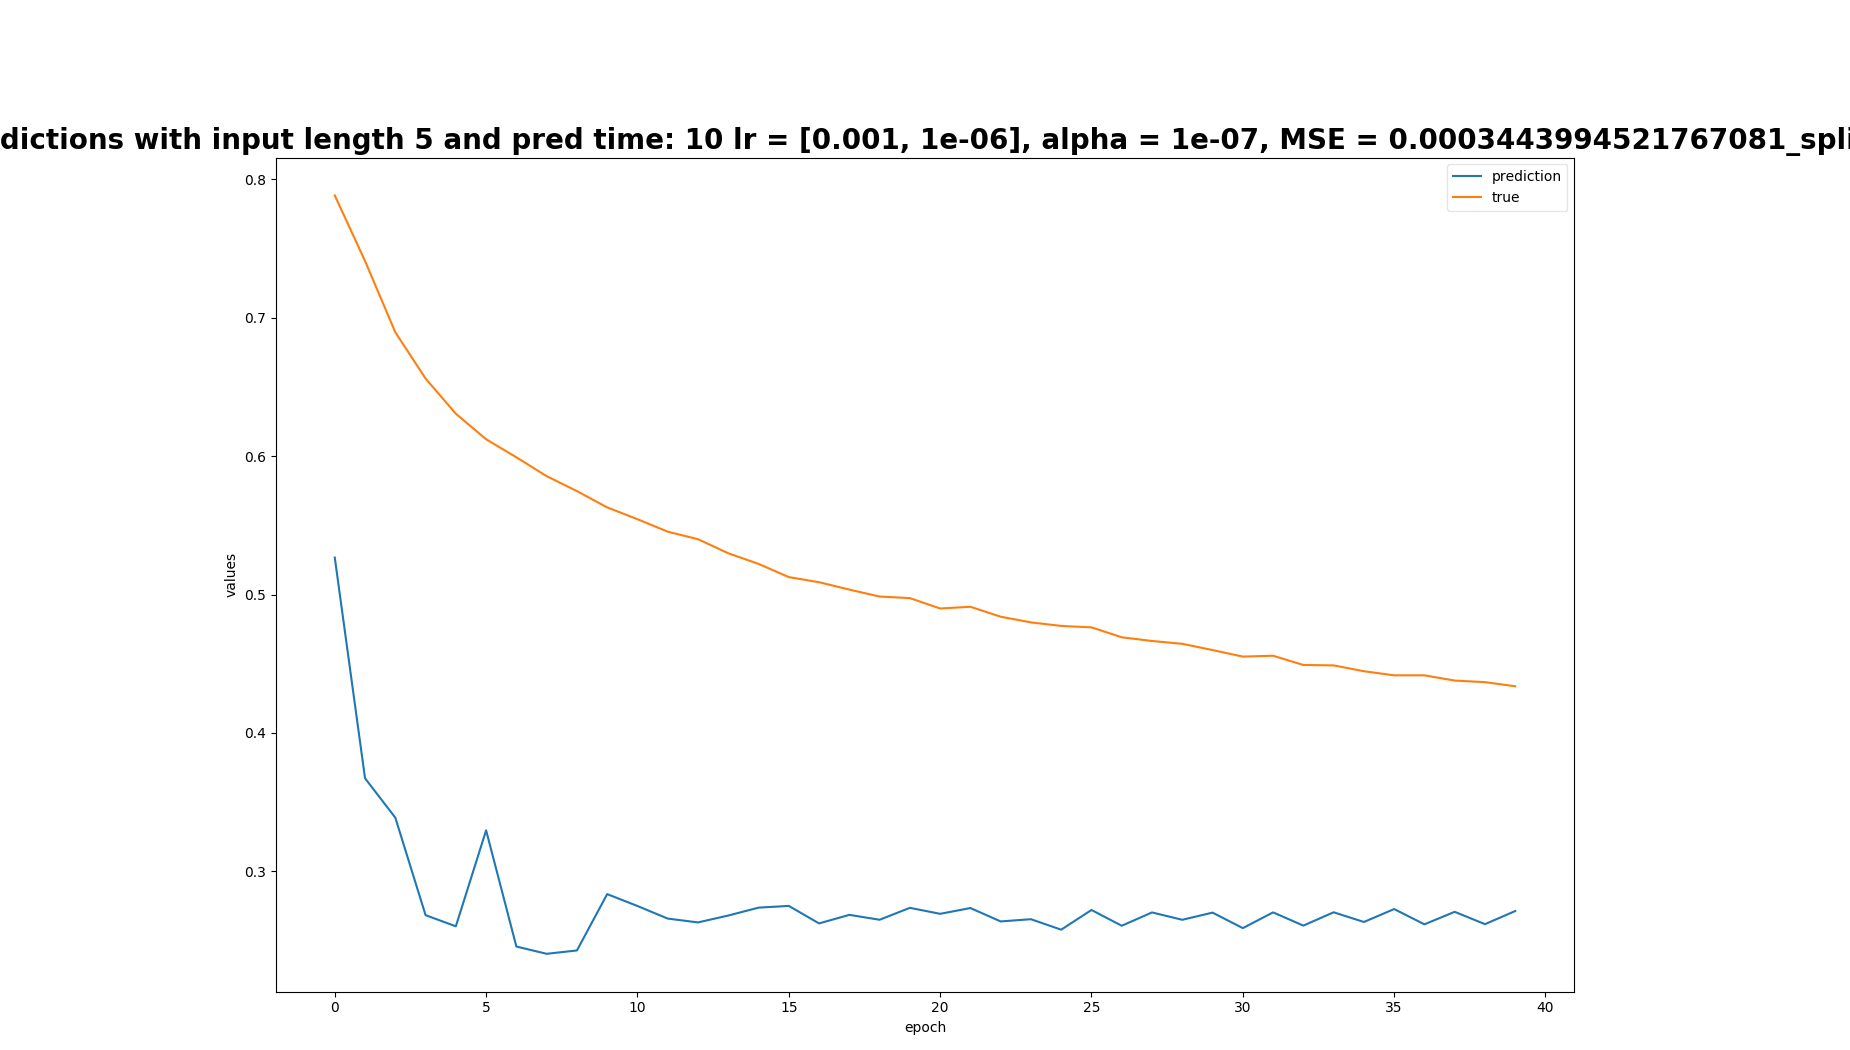 dictions with input length 5 and pred time: 10 lr = [0.001, 1e-06], alpha = 1e-07, MSE = 0.0003443994521767081_spli
prediction
true
0.8
0.7
0.6
0.5
0.4
0.3
values
0 5 10 15 20 25 30 35 40
epoch